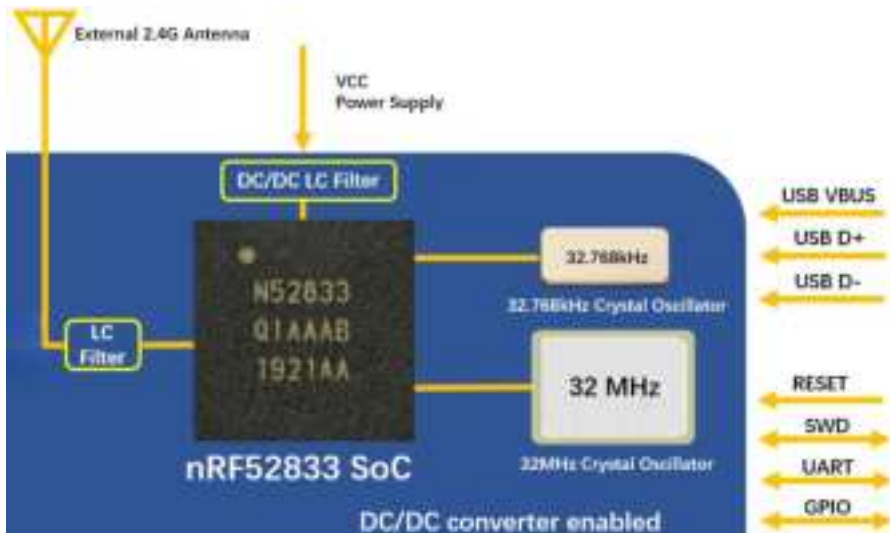 External 2.4G Antenna
VCC
Power Supply
DC/DC LC Filter
USB VBUS
USB D+
USB D-
32.768kHz
32.768kHz Crystal Oscillator
N52833
Q1AAAB
1921AA
LC
Filter
32 MHz
RESET
SWD
UART
GPIO
nRF52833 SoC
32MHz Crystal Oscillator
DC/DC converter enabled